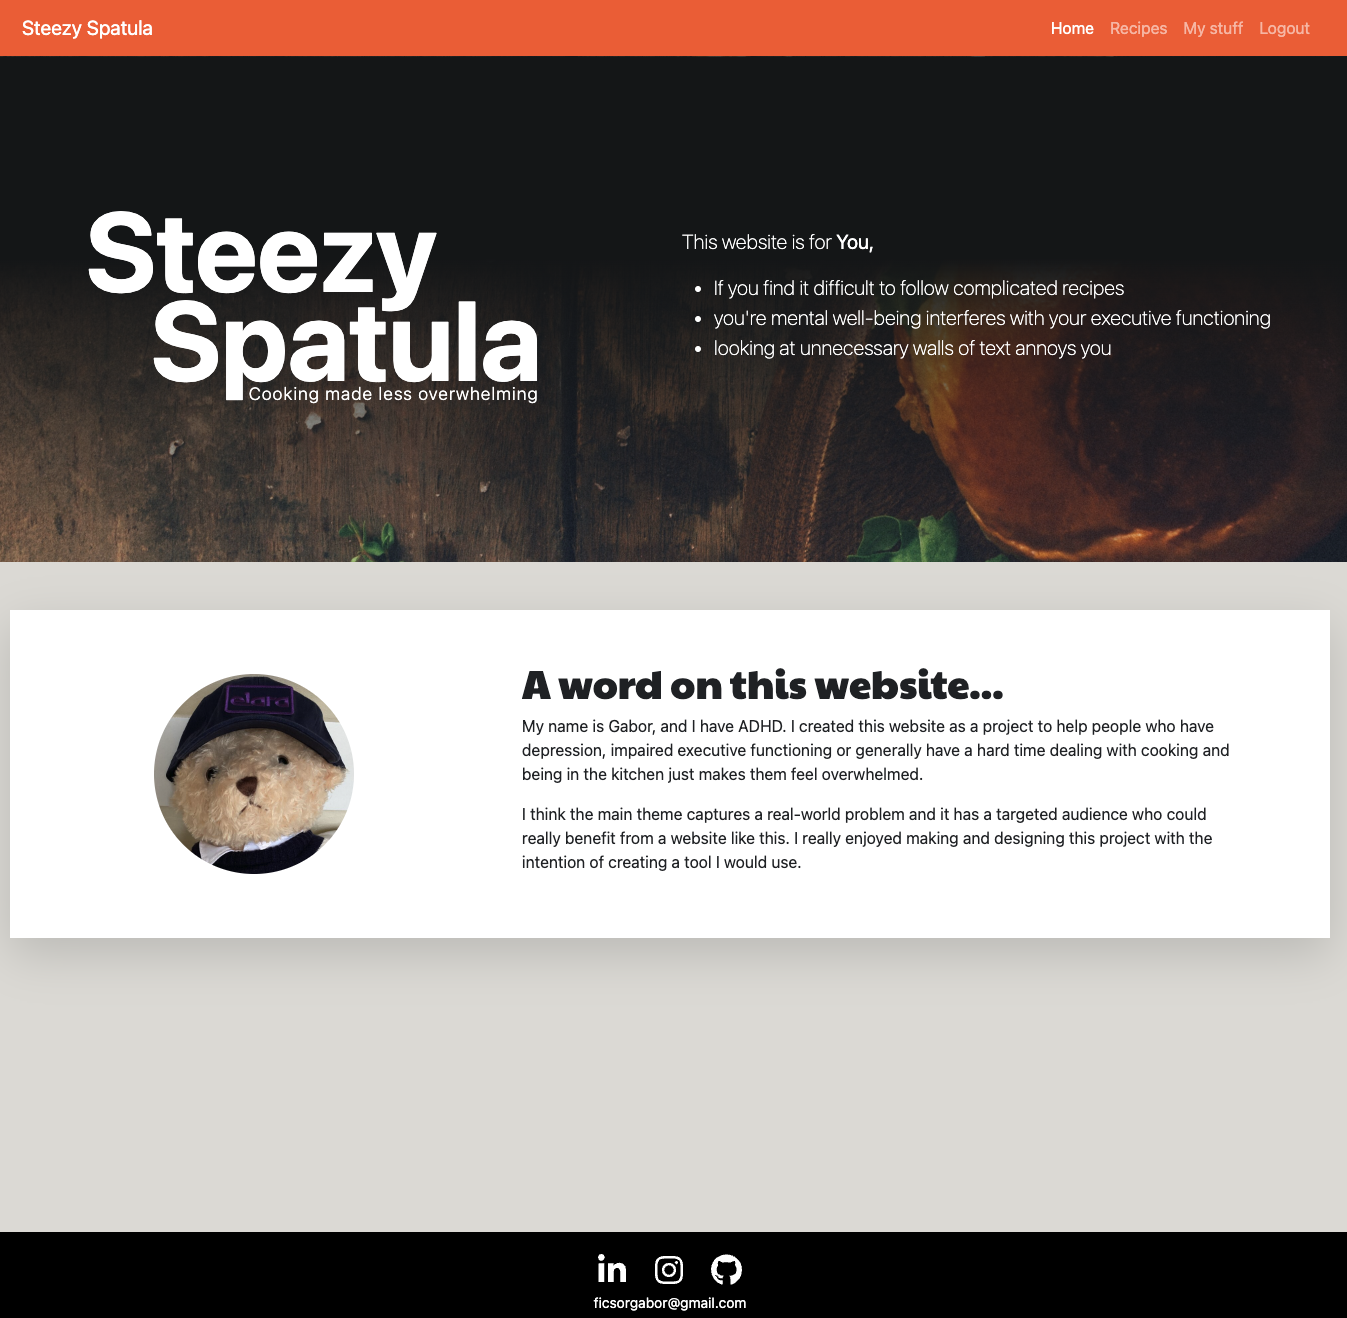 Steezy Spatula
Home Recipes My stuff Logout
Steezy
Spatula
Cooking made less overwhelming
This website is for You,
If you find it difficult to follow complicated recipes
you're mental well-being interferes with your executive functioning
looking at unnecessary walls of text annoys you
elara
A word on this website...
My name is Gabor, and I have ADHD. I created this website as a project to help people who have
depression, impaired executive functioning or generally have a hard time dealing with cooking and
being in the kitchen just makes them feel overwhelmed.
I think the main theme captures a real-world problem and it has a targeted audience who could
really benefit from a website like this. I really enjoyed making and designing this project with the
intention of creating a tool I would use.
in
ficsorgabor@gmail.com